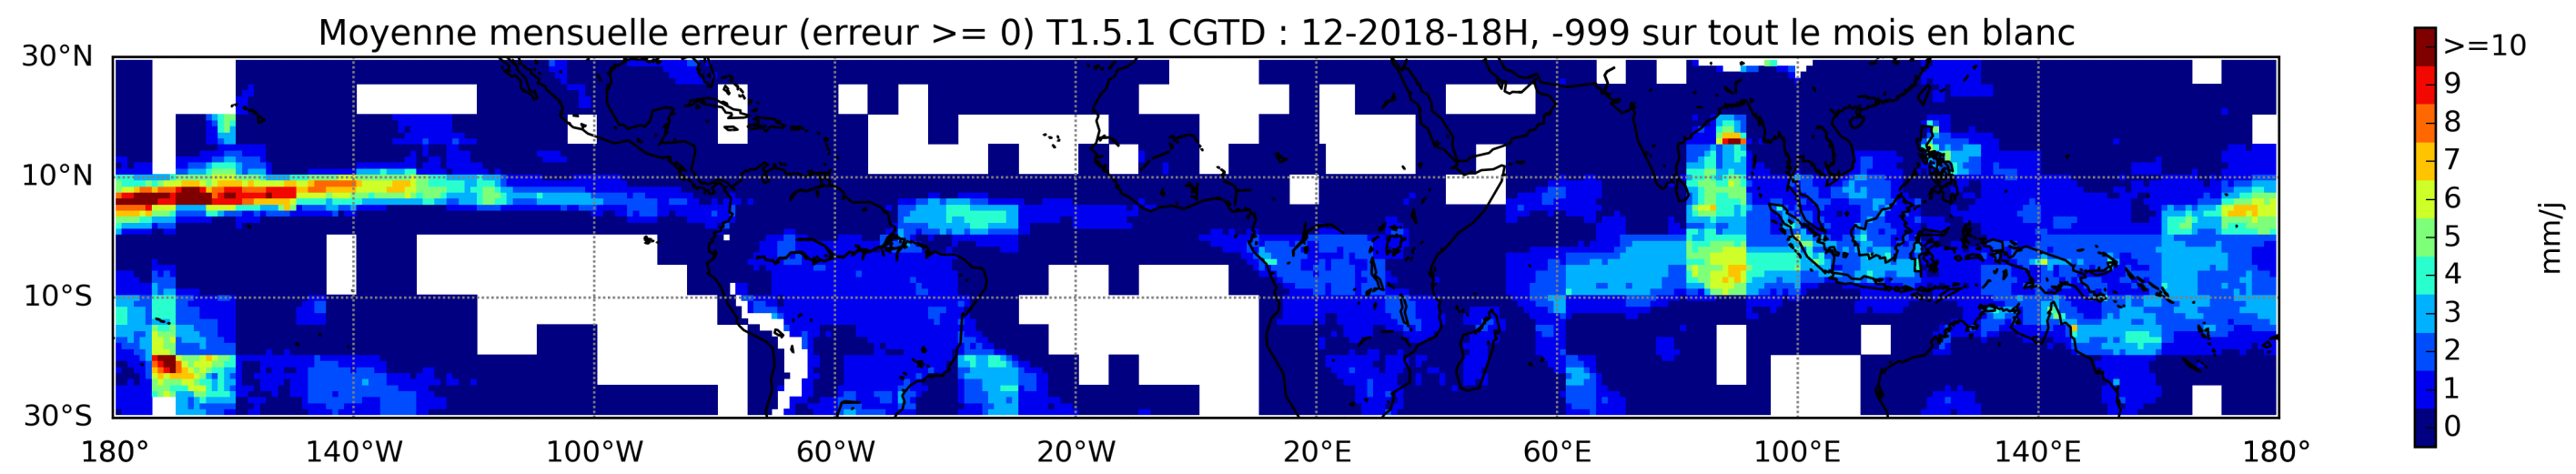 Moyenne mensuelle erreur (erreur >= 0) T1.5.1 CGTD : 12-2018-18H, -999 sur tout le mois en blanc
30°N
10°N
10°S
30°S
180° 140°W 100°W 60°W 20°W 20°E 60°E 100°E 140°E 180°
>=10
9
8
7
6
5
4
3
2
1
0
mm/j